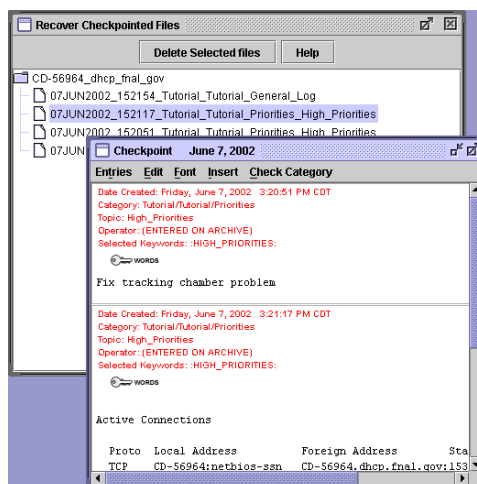 Recover Checkpointed Files
Delete Selected files
Help
CD-56964_dhcp_fnal_gov
07JUN2002_152154_Tutorial_Tutorial_General_Log
07JUN2002_152117_Tutorial_Tutorial_Priorities_High_Priorities
07JUN2002_152051_Tutorial_Tutorial_Priorities_High_Priorities
07JUN
Checkpoint June 7, 2002
Entries Edit Font Insert Check Category
Date Created: Friday, June 7, 2002 3:20:51 PM CDT
Category: Tutorial/Tutorial/Priorities
Topic: High_Priorities
Operator: (ENTERED ON ARCHIVE)
Selected Keywords: :HIGH_PRIORITIES:
WORDS
Fix tracking chamber problem
Date Created: Friday, June 7, 2002 3:21:17 PM CDT
Category: Tutorial/Tutorial/Priorities
Topic: High_Priorities
Operator: (ENTERED ON ARCHIVE)
Selected Keywords: :HIGH_PRIORITIES:
WORDS
Active Connections
Proto Local Address Foreign Address Sta
TCP CD-56964:netbios-ssn CD-56964.dhcp.fnal.gov:153